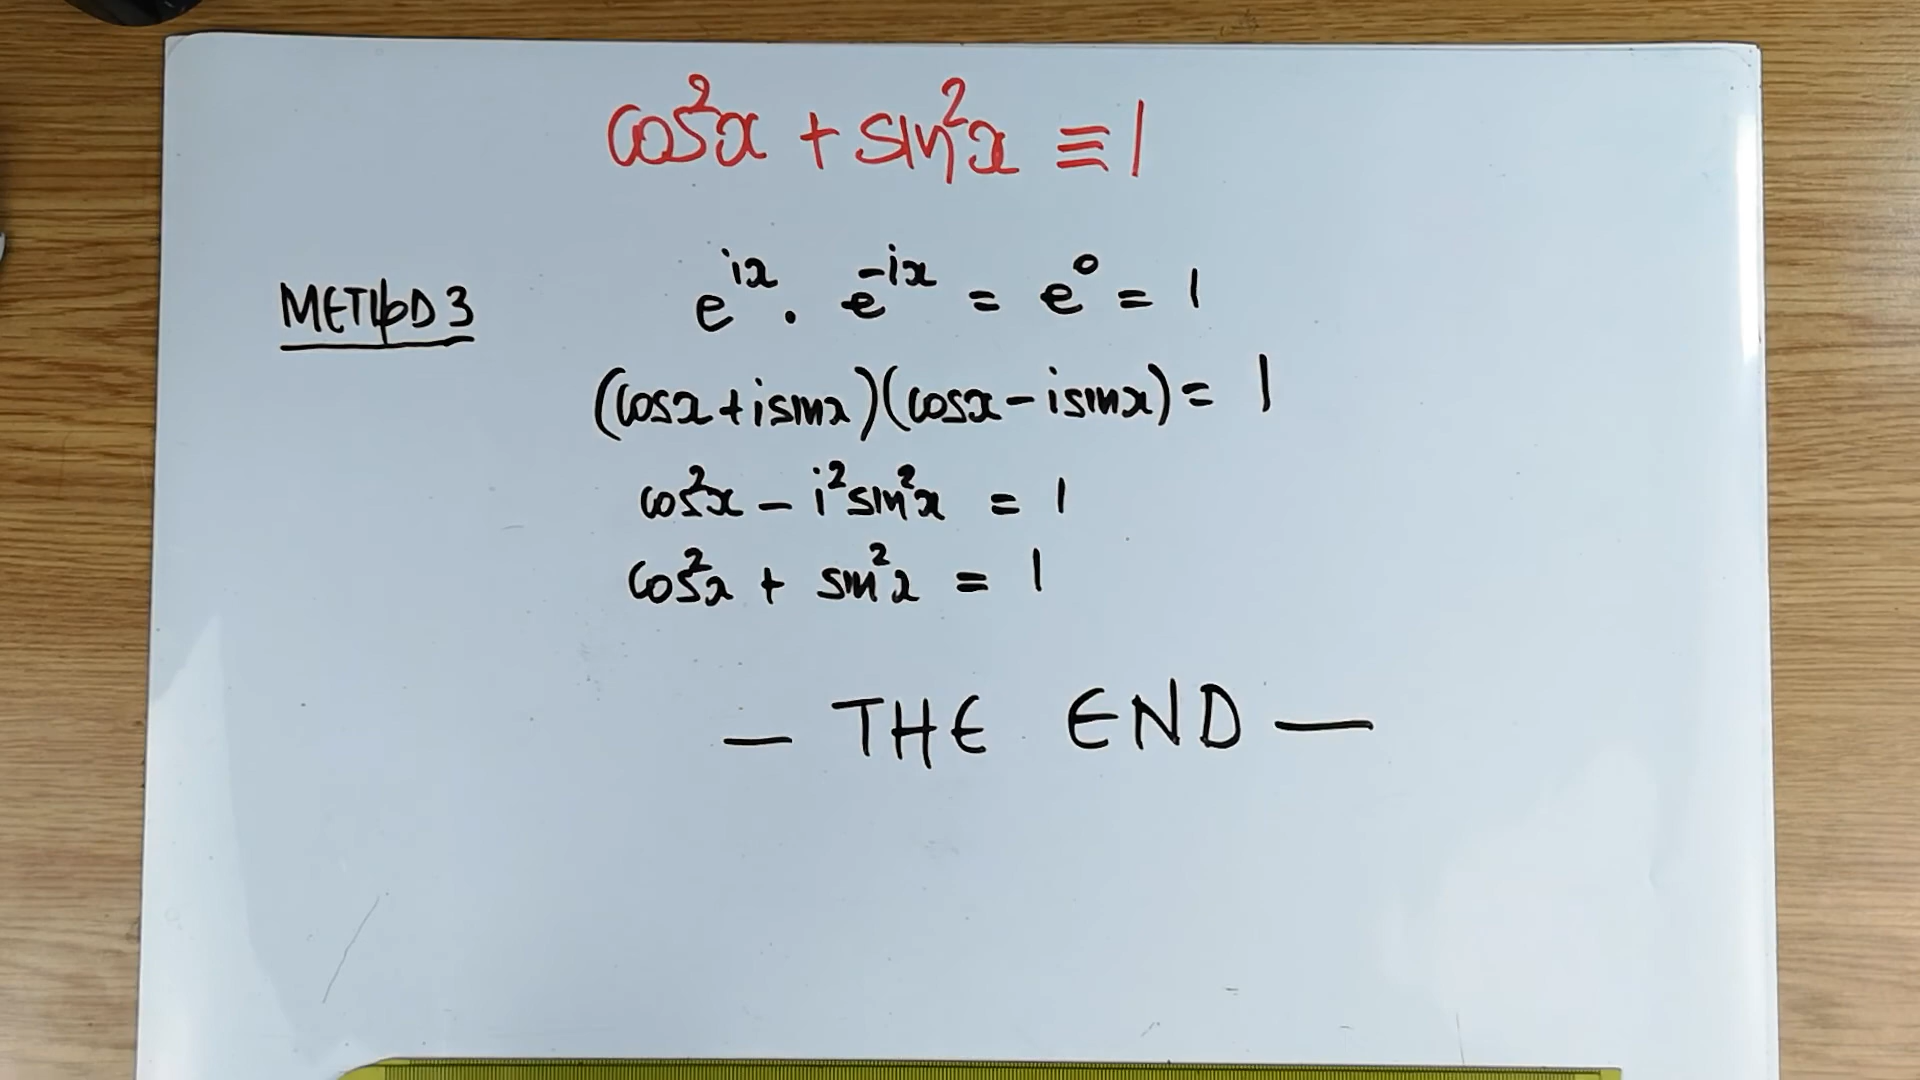 cos²x + sin²x ≡ 1
METHOD 3
e^{ix} · e^{-ix} = e^0 = 1
(cosx + isinx)(cosx - isinx) = 1
cos²x - i²sin²x = 1
cos²x + sin²x = 1
— THE END —